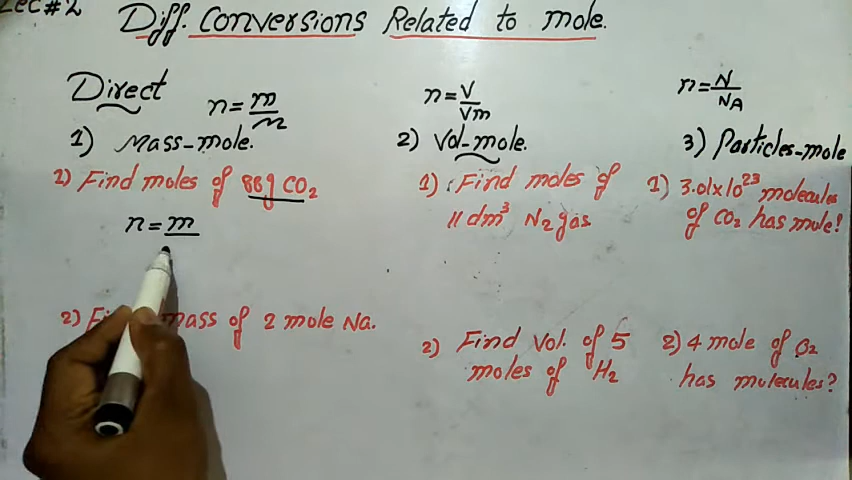 Lec#2
Diff. Conversions Related to mole.
Direct
n=m/M
1) Mass-mole.
1) Find moles of 88g CO₂
n=m
2) Find mass of 2 mole Na.
n=V/Vm
2) Vol-mole.
1) Find moles of
11 dm³ N₂ gas
2) Find Vol. of 5
moles of H₂
n=N/NA
3) Particles-mole
1) 3.01x10²³ molecules
of CO₂ has mole?
2) 4 mole of O₂
has molecules?